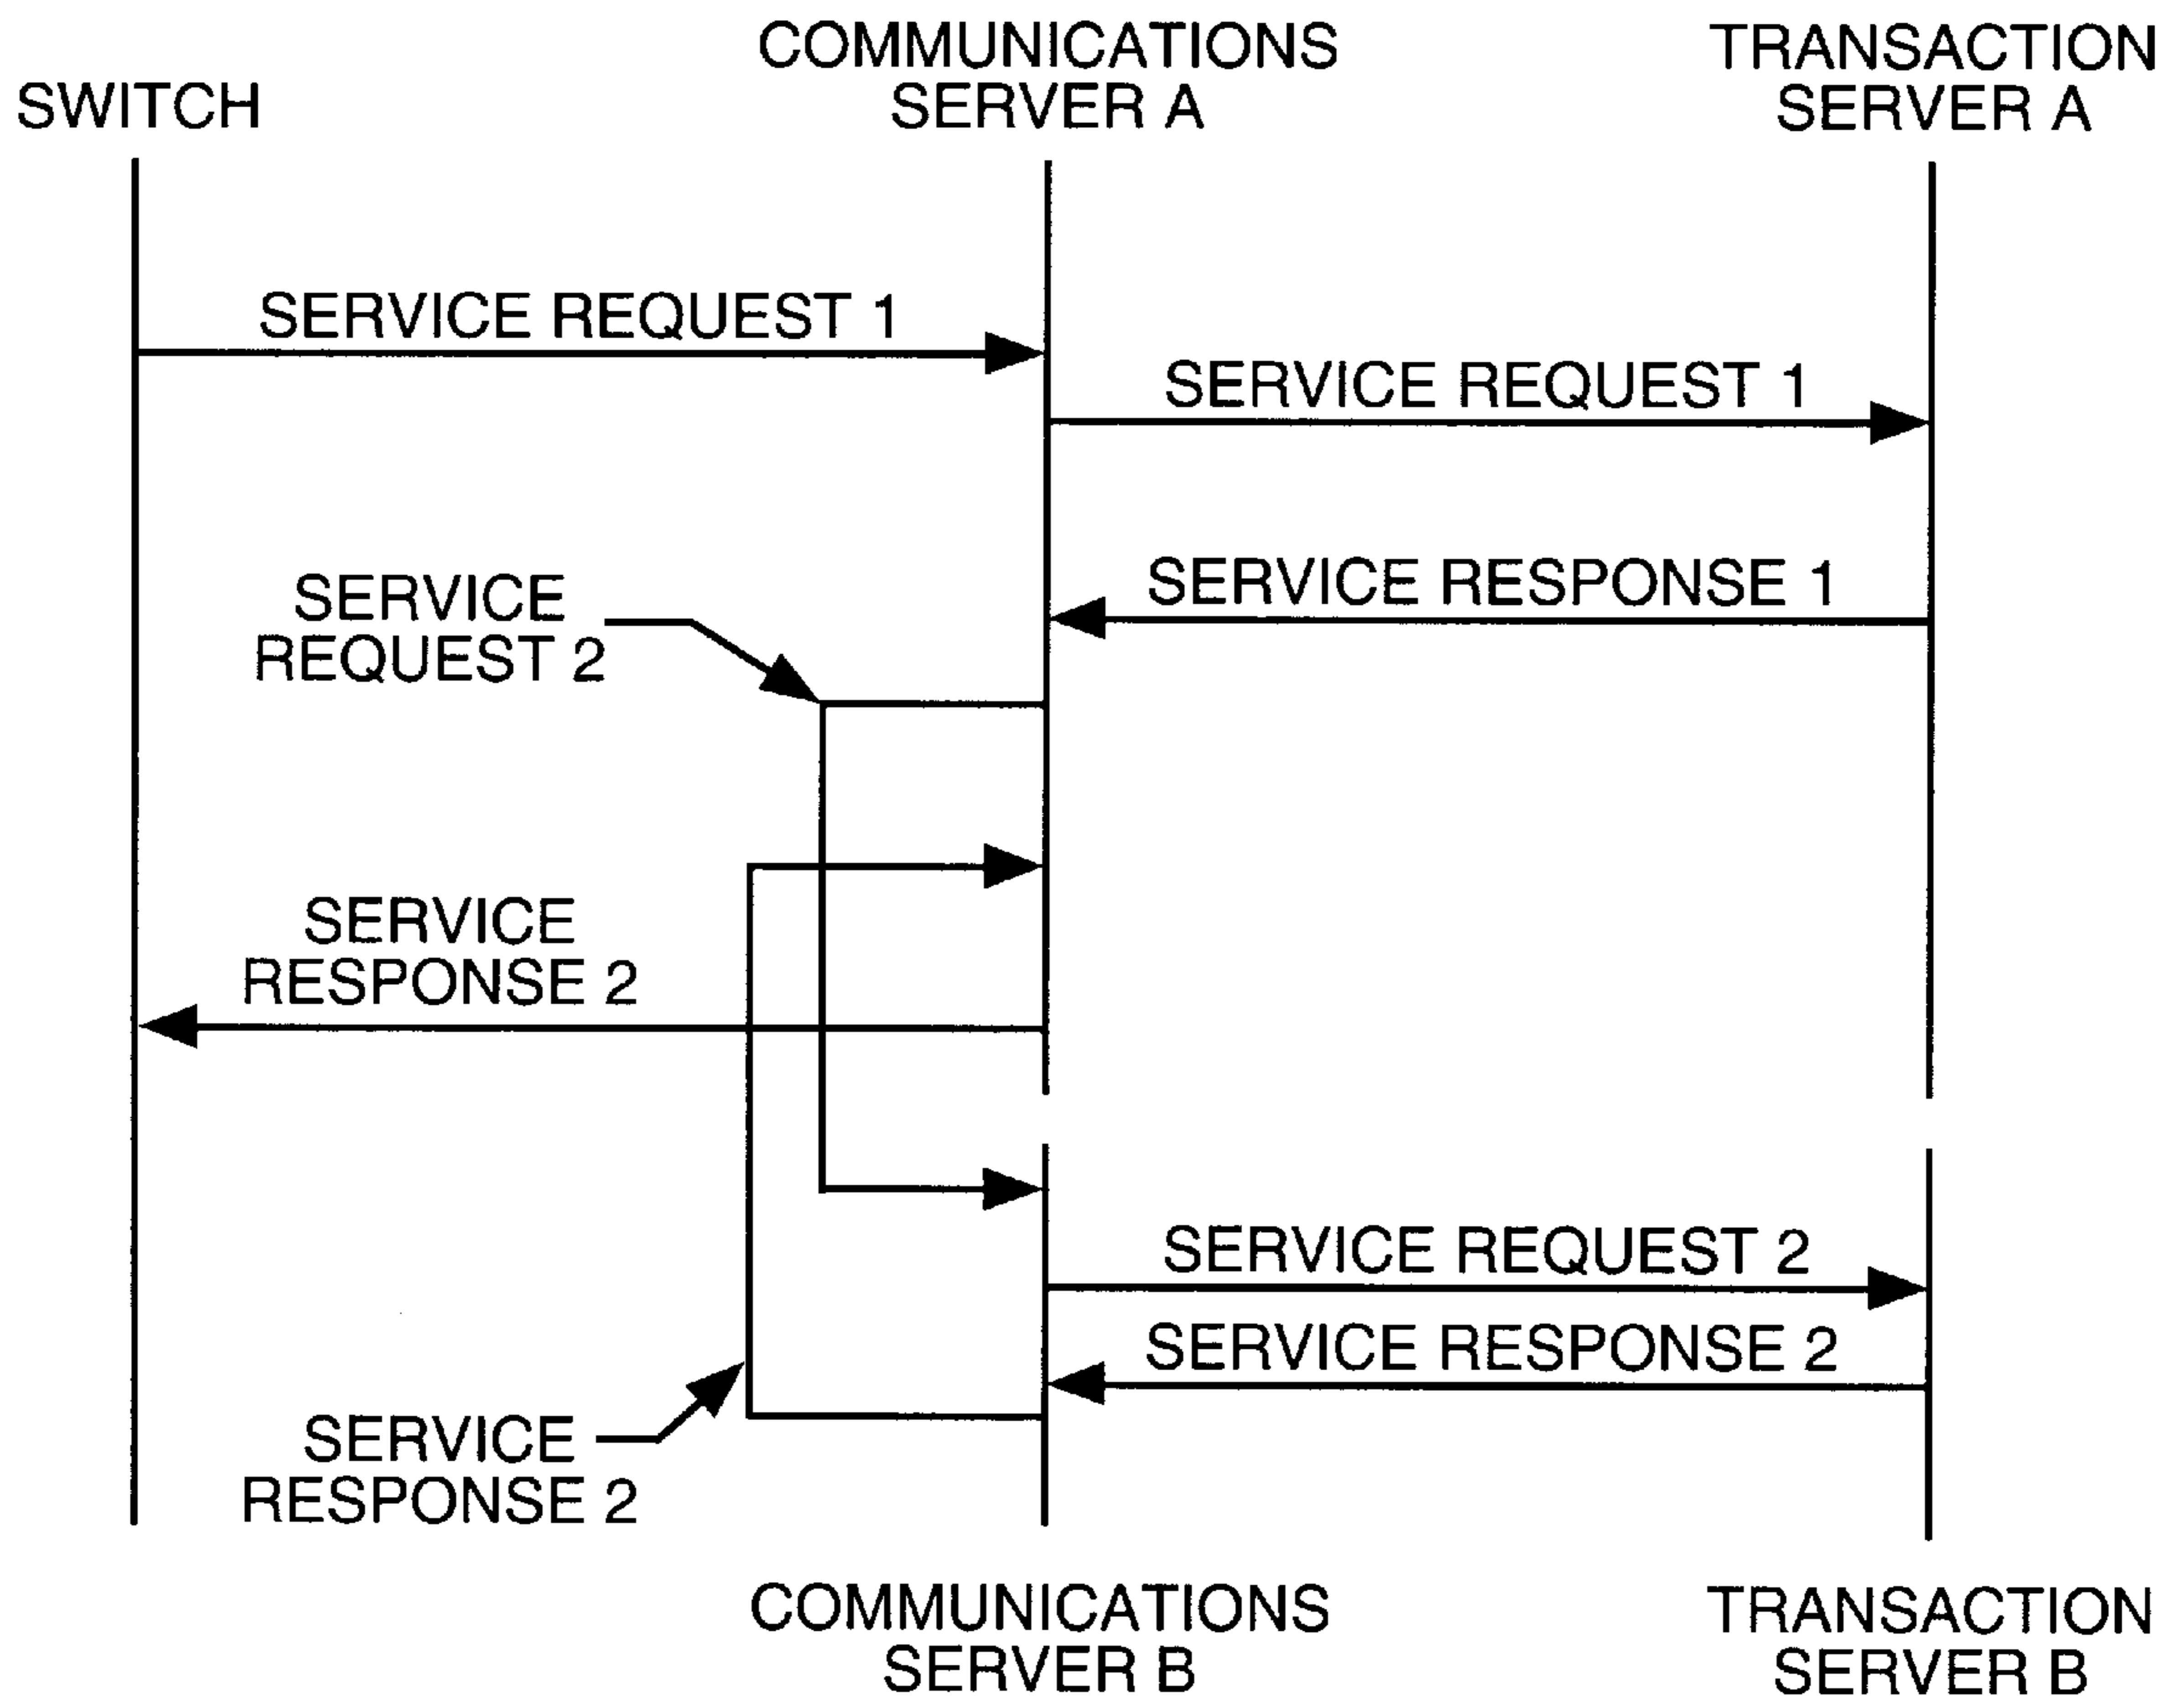 COMMUNICATIONS
SERVER A
TRANSACTION
SERVER A
SWITCH
SERVICE REQUEST 1
SERVICE REQUEST 1
SERVICE RESPONSE 1
SERVICE
REQUEST 2
SERVICE
RESPONSE 2
SERVICE REQUEST 2
SERVICE RESPONSE 2
SERVICE
RESPONSE 2
COMMUNICATIONS
SERVER B
TRANSACTION
SERVER B